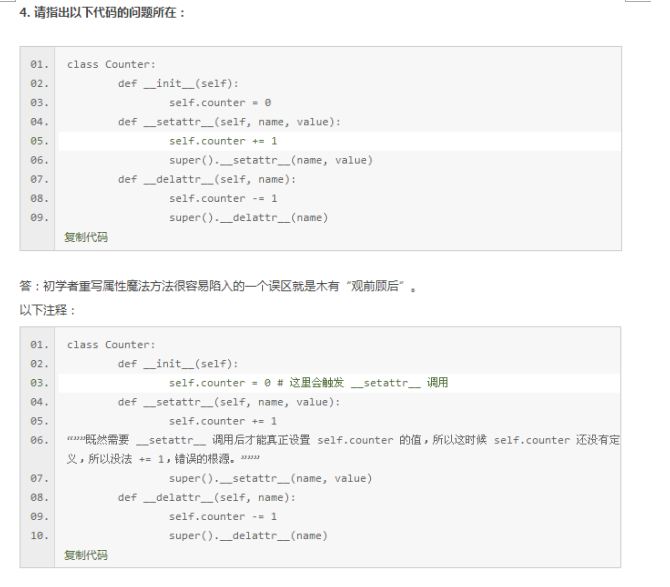 4. 请指出以下代码的问题所在：
01. class Counter:
02. def __init__(self):
03. self.counter = 0
04. def __setattr__(self, name, value):
05. self.counter += 1
06. super().__setattr__(name, value)
07. def __delattr__(self, name):
08. self.counter -= 1
09. super().__delattr__(name)
复制代码
答：初学者重写属性魔法方法很容易陷入的一个误区就是木有“观前顾后”。
以下注释：
01. class Counter:
02. def __init__(self):
03. self.counter = 0 # 这里会触发 __setattr__ 调用
04. def __setattr__(self, name, value):
05. self.counter += 1
06. “””既然需要 __setattr__ 调用后才能真正设置 self.counter 的值，所以这时候 self.counter 还没有定
义，所以没法 += 1，错误的根源。”””
07. super().__setattr__(name, value)
08. def __delattr__(self, name):
09. self.counter -= 1
10. super().__delattr__(name)
复制代码